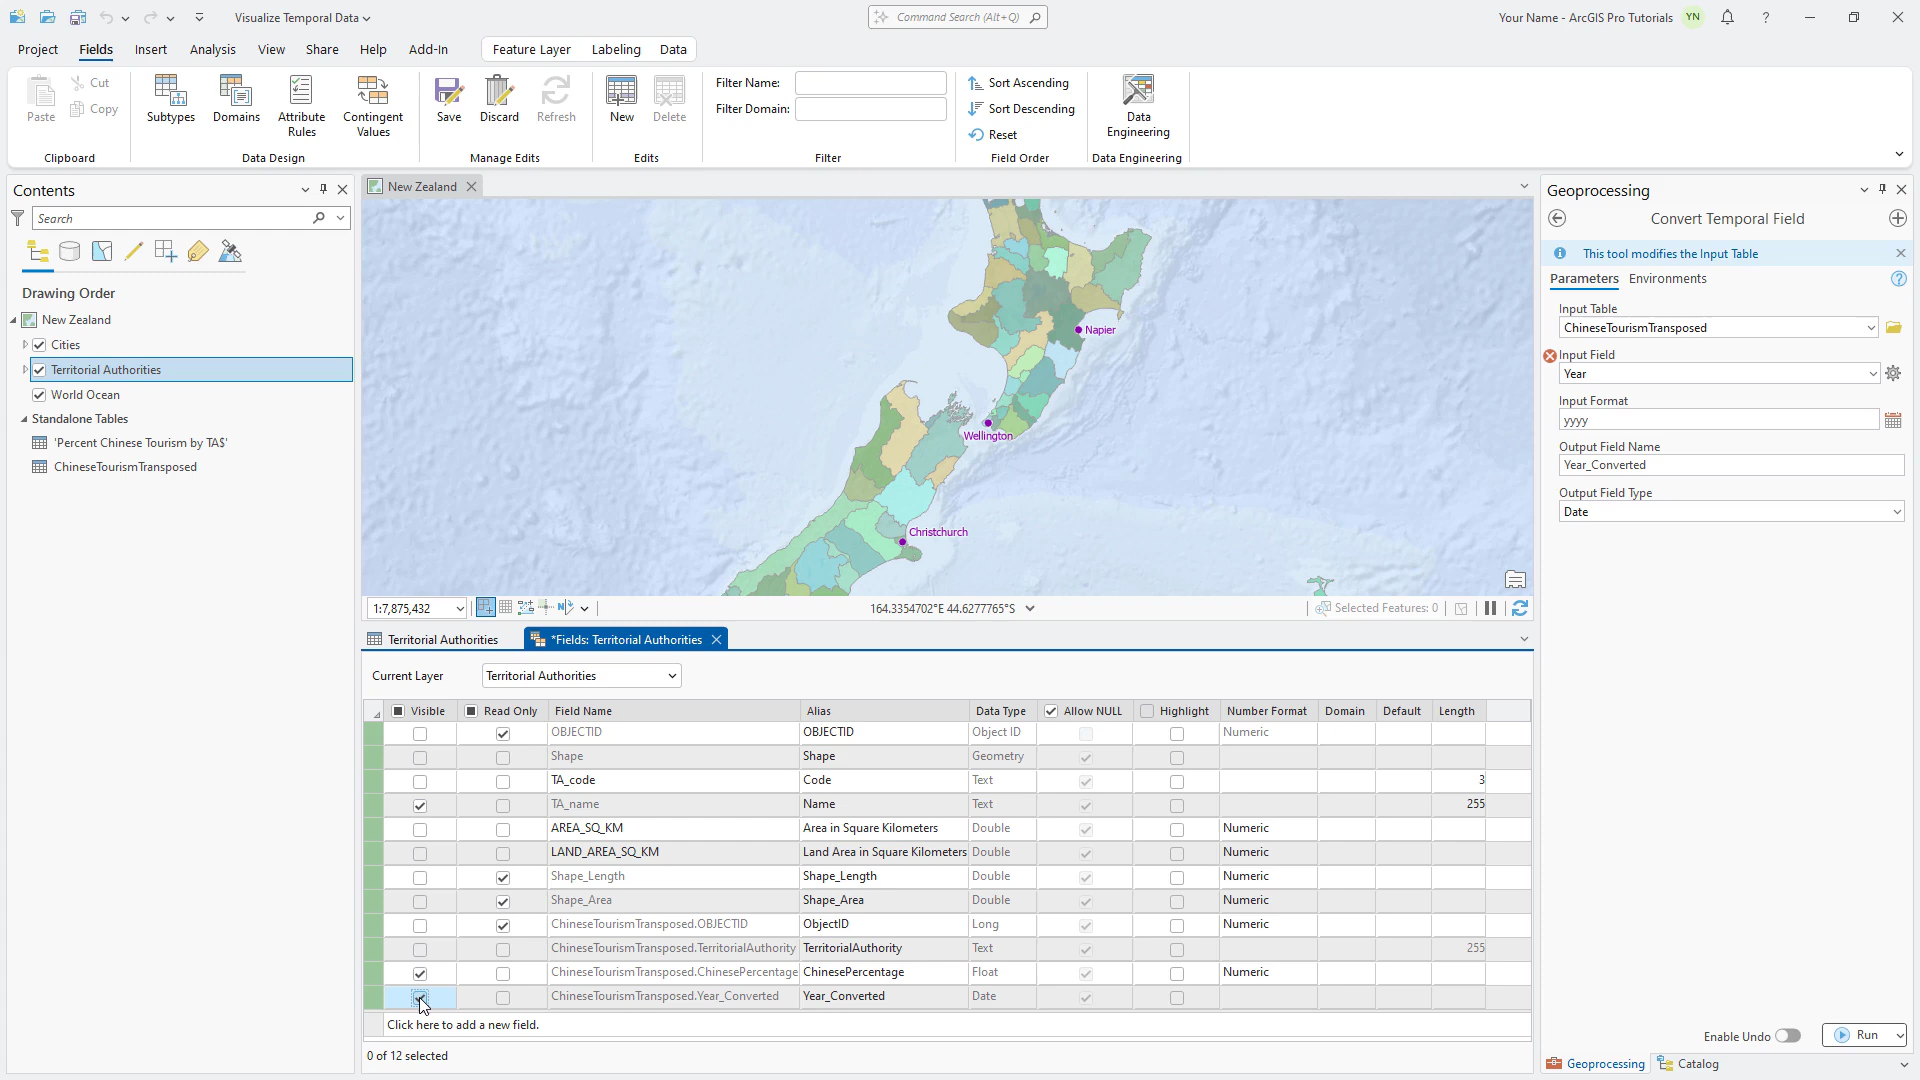 Visualize Temporal Data
Command Search (Alt+Q)
Your Name - ArcGIS Pro Tutorials
YN
?
Project
Fields
Insert
Analysis
View
Share
Help
Add-In
Feature Layer
Labeling
Data
Paste
Cut
Copy
Clipboard
Subtypes
Domains
Attribute Rules
Contingent Values
Data Design
Save
Discard
Refresh
Manage Edits
New
Delete
Edits
Filter Name:
Filter Domain:
Filter
Sort Ascending
Sort Descending
Reset
Field Order
Data Engineering
Data Engineering
Contents
Search
Drawing Order
New Zealand
Cities
Territorial Authorities
World Ocean
Standalone Tables
'Percent Chinese Tourism by TA$'
ChineseTourismTransposed
New Zealand
Napier
Wellington
Christchurch
1:7,875,432
164.3354702°E 44.6277765°S
Selected Features: 0
Territorial Authorities
*Fields: Territorial Authorities
Current Layer
Territorial Authorities
Visible Read Only Field Name Alias Data Type Allow NULL Highlight Number Format Domain Default Length
OBJECTID OBJECTID Object ID Numeric
Shape Shape Geometry
TA_code Code Text 3
TA_name Name Text 255
AREA_SQ_KM Area in Square Kilometers Double Numeric
LAND_AREA_SQ_KM Land Area in Square Kilometers Double Numeric
Shape_Length Shape_Length Double Numeric
Shape_Area Shape_Area Double Numeric
ChineseTourismTransposed.OBJECTID ObjectID Long Numeric
ChineseTourismTransposed.TerritorialAuthority TerritorialAuthority Text 255
ChineseTourismTransposed.ChinesePercentage ChinesePercentage Float Numeric
ChineseTourismTransposed.Year_Converted Year_Converted Date
Click here to add a new field.
0 of 12 selected
Geoprocessing
Convert Temporal Field
This tool modifies the Input Table
Parameters
Environments
?
Input Table
ChineseTourismTransposed
Input Field
Year
Input Format
yyyy
Output Field Name
Year_Converted
Output Field Type
Date
Enable Undo
Run
Geoprocessing
Catalog